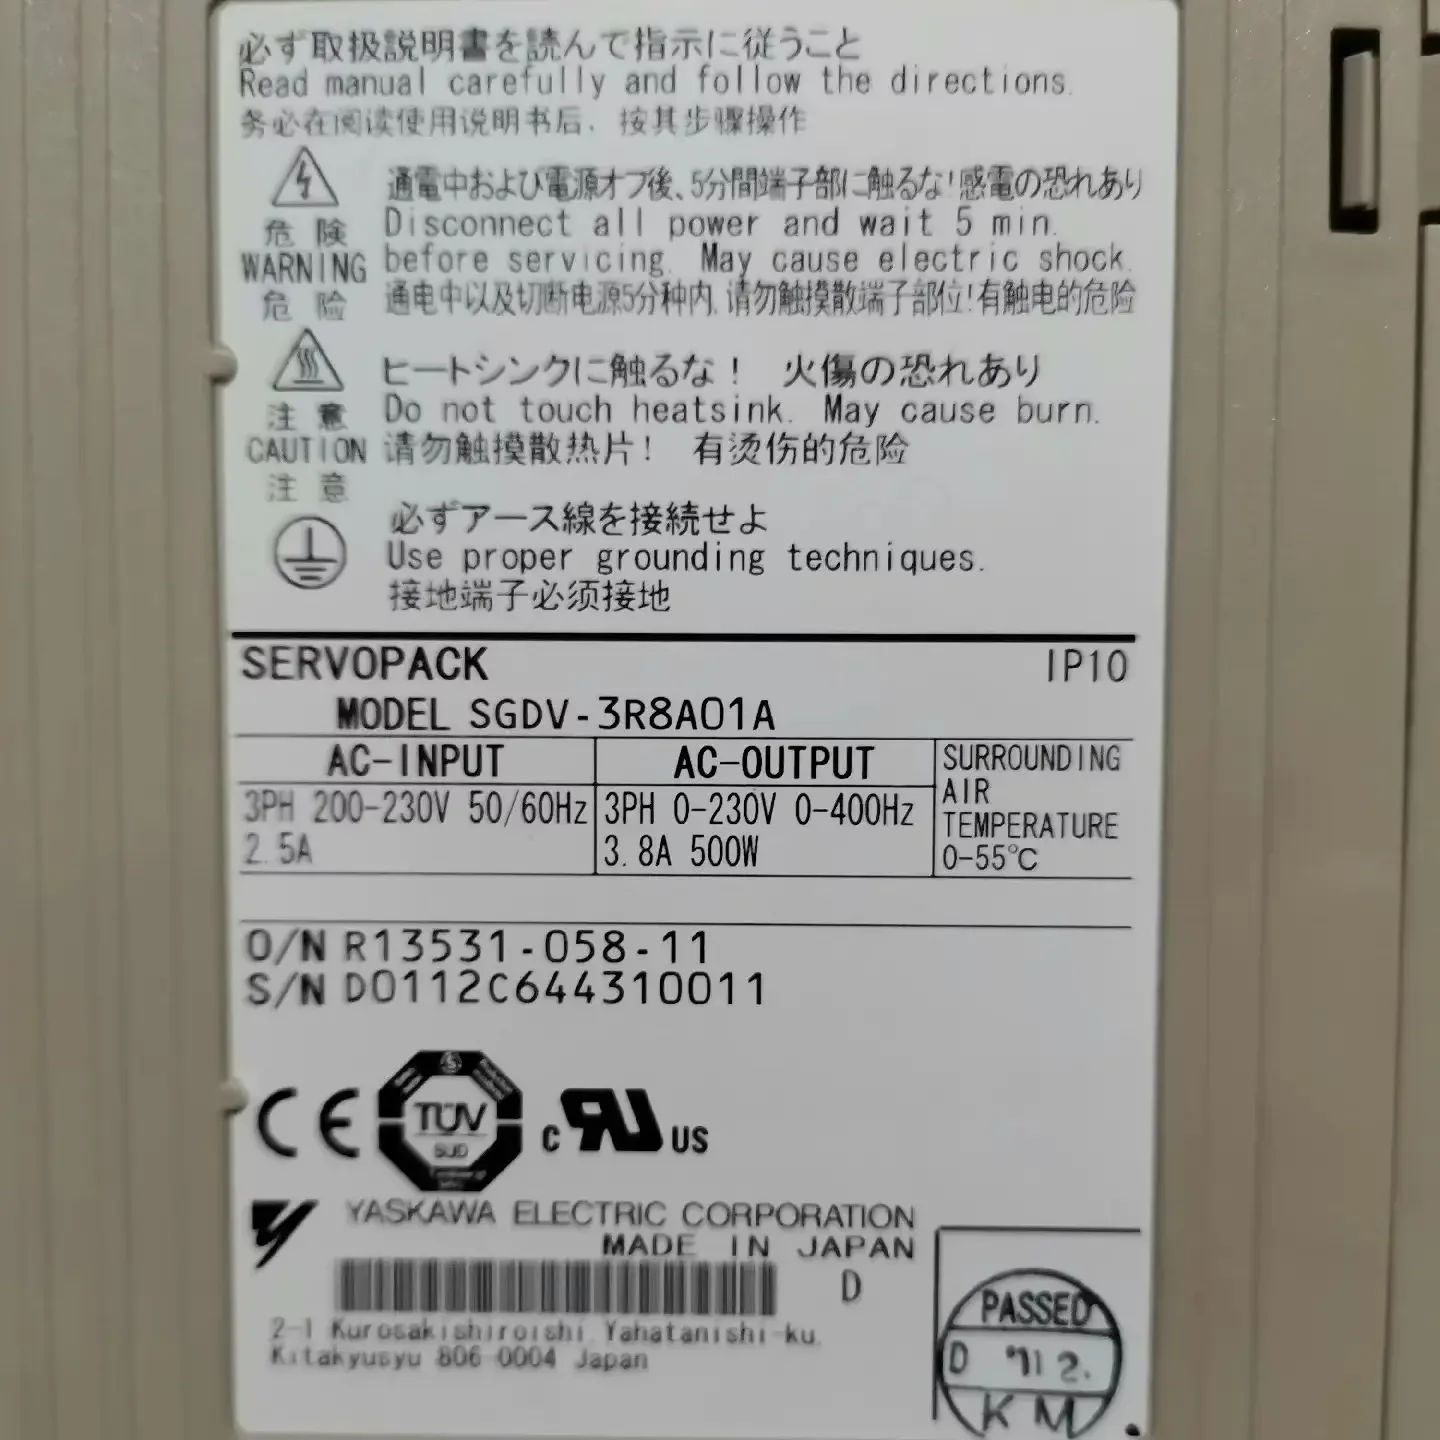 必ず取扱説明書を読んで指示に従うこと
Read manual carefully and follow the directions.
务必在阅读使用说明书后、按其步骤操作
危険
WARNING
危险
通電中および電源オフ後、5分間端子部に触るな!感電の恐れあり
Disconnect all power and wait 5 min.
before servicing. May cause electric shock.
通电中以及切断电源5分种内,请勿触摸散端子部位!有触电的危险
注意
CAUTION
注意
ヒートシンクに触るな! 火傷の恐れあり
Do not touch heatsink. May cause burn.
请勿触摸散热片! 有烫伤的危险
必ずアース線を接続せよ
Use proper grounding techniques.
接地端子必须接地
SERVOPACK IP10
MODEL SGDV-3R8A01A
AC-INPUT
3PH 200-230V 50/60Hz
2.5A
AC-OUTPUT
3PH 0-230V 0-400Hz
3.8A 500W
SURROUNDING
AIR
TEMPERATURE
0-55℃
O/N R13531-058-11
S/N D0112C644310011
CE
TÜV
SÜD
c RU US
YASKAWA ELECTRIC CORPORATION
MADE IN JAPAN
D
2-1 Kurosakishiroishi, Yahatanishi-ku,
Kitakyusyu 806-0004 Japan
PASSED
D '11 2.
KM